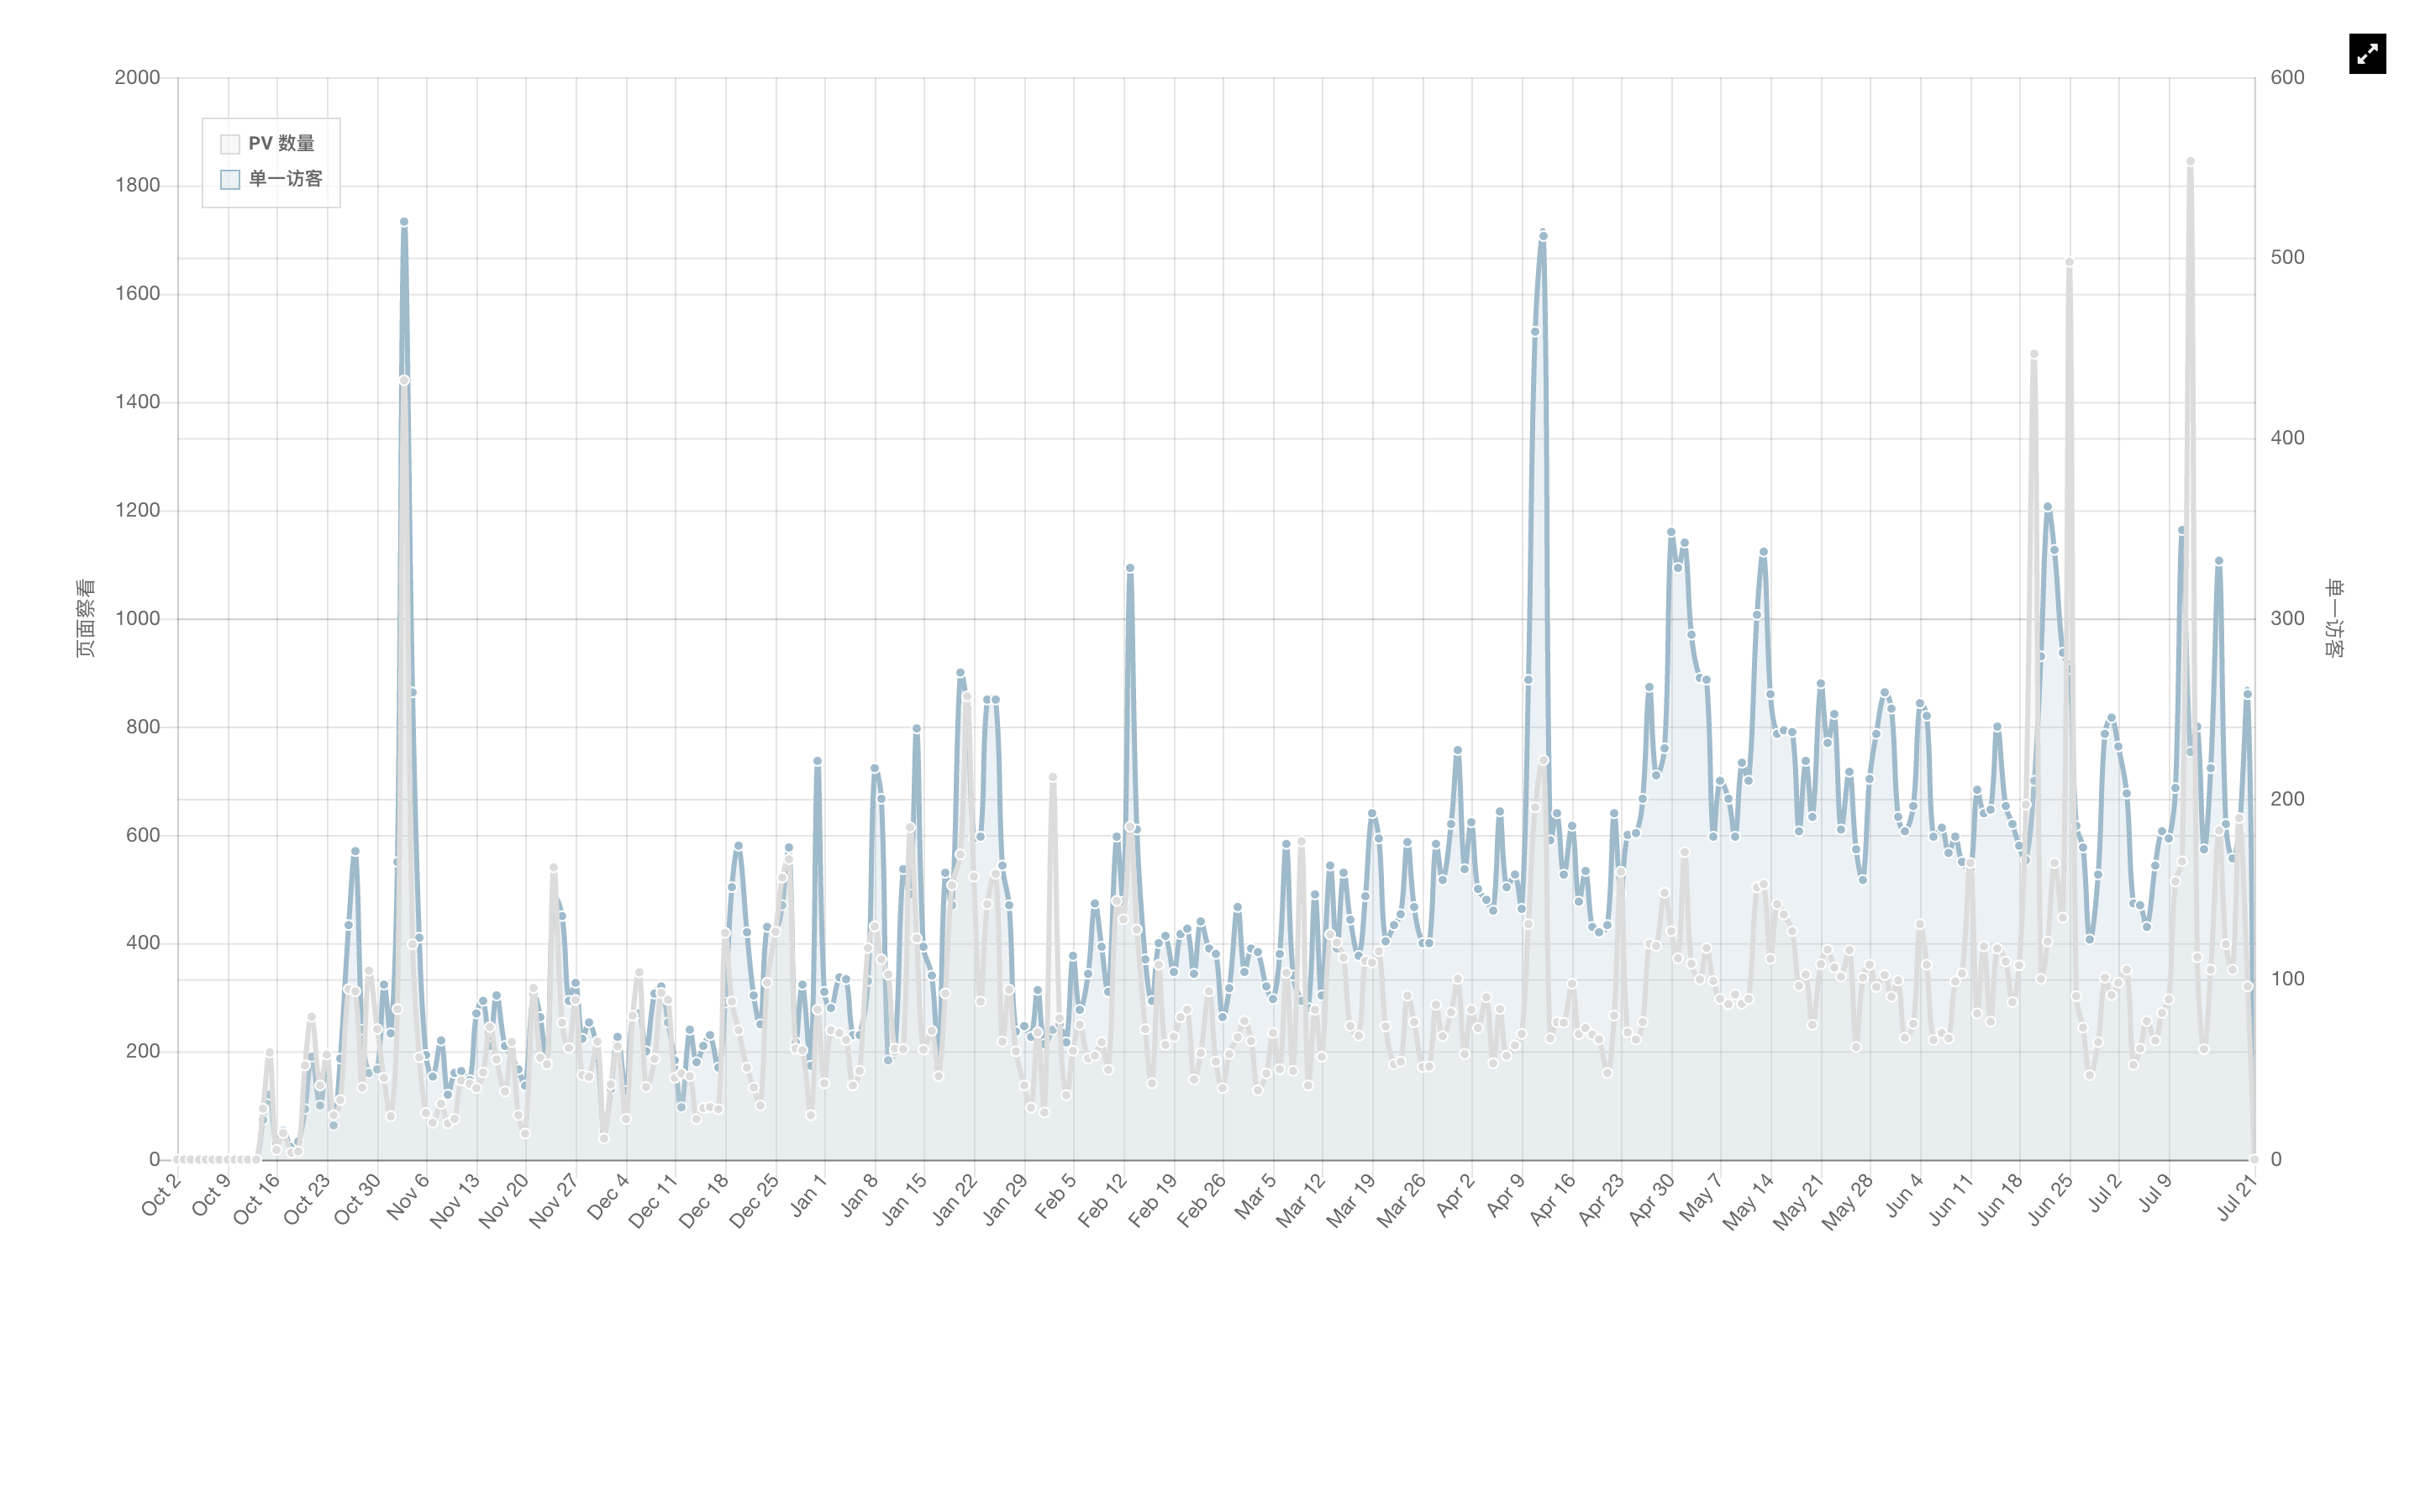 2000
1800
1600
1400
1200
1000
800
600
400
200
0
页面察看
PV 数量
单一访客
600
500
400
300
200
100
0
单一访客
Oct 2
Oct 9
Oct 16
Oct 23
Oct 30
Nov 6
Nov 13
Nov 20
Nov 27
Dec 4
Dec 11
Dec 18
Dec 25
Jan 1
Jan 8
Jan 15
Jan 22
Jan 29
Feb 5
Feb 12
Feb 19
Feb 26
Mar 5
Mar 12
Mar 19
Mar 26
Apr 2
Apr 9
Apr 16
Apr 23
Apr 30
May 7
May 14
May 21
May 28
Jun 4
Jun 11
Jun 18
Jun 25
Jul 2
Jul 9
Jul 21